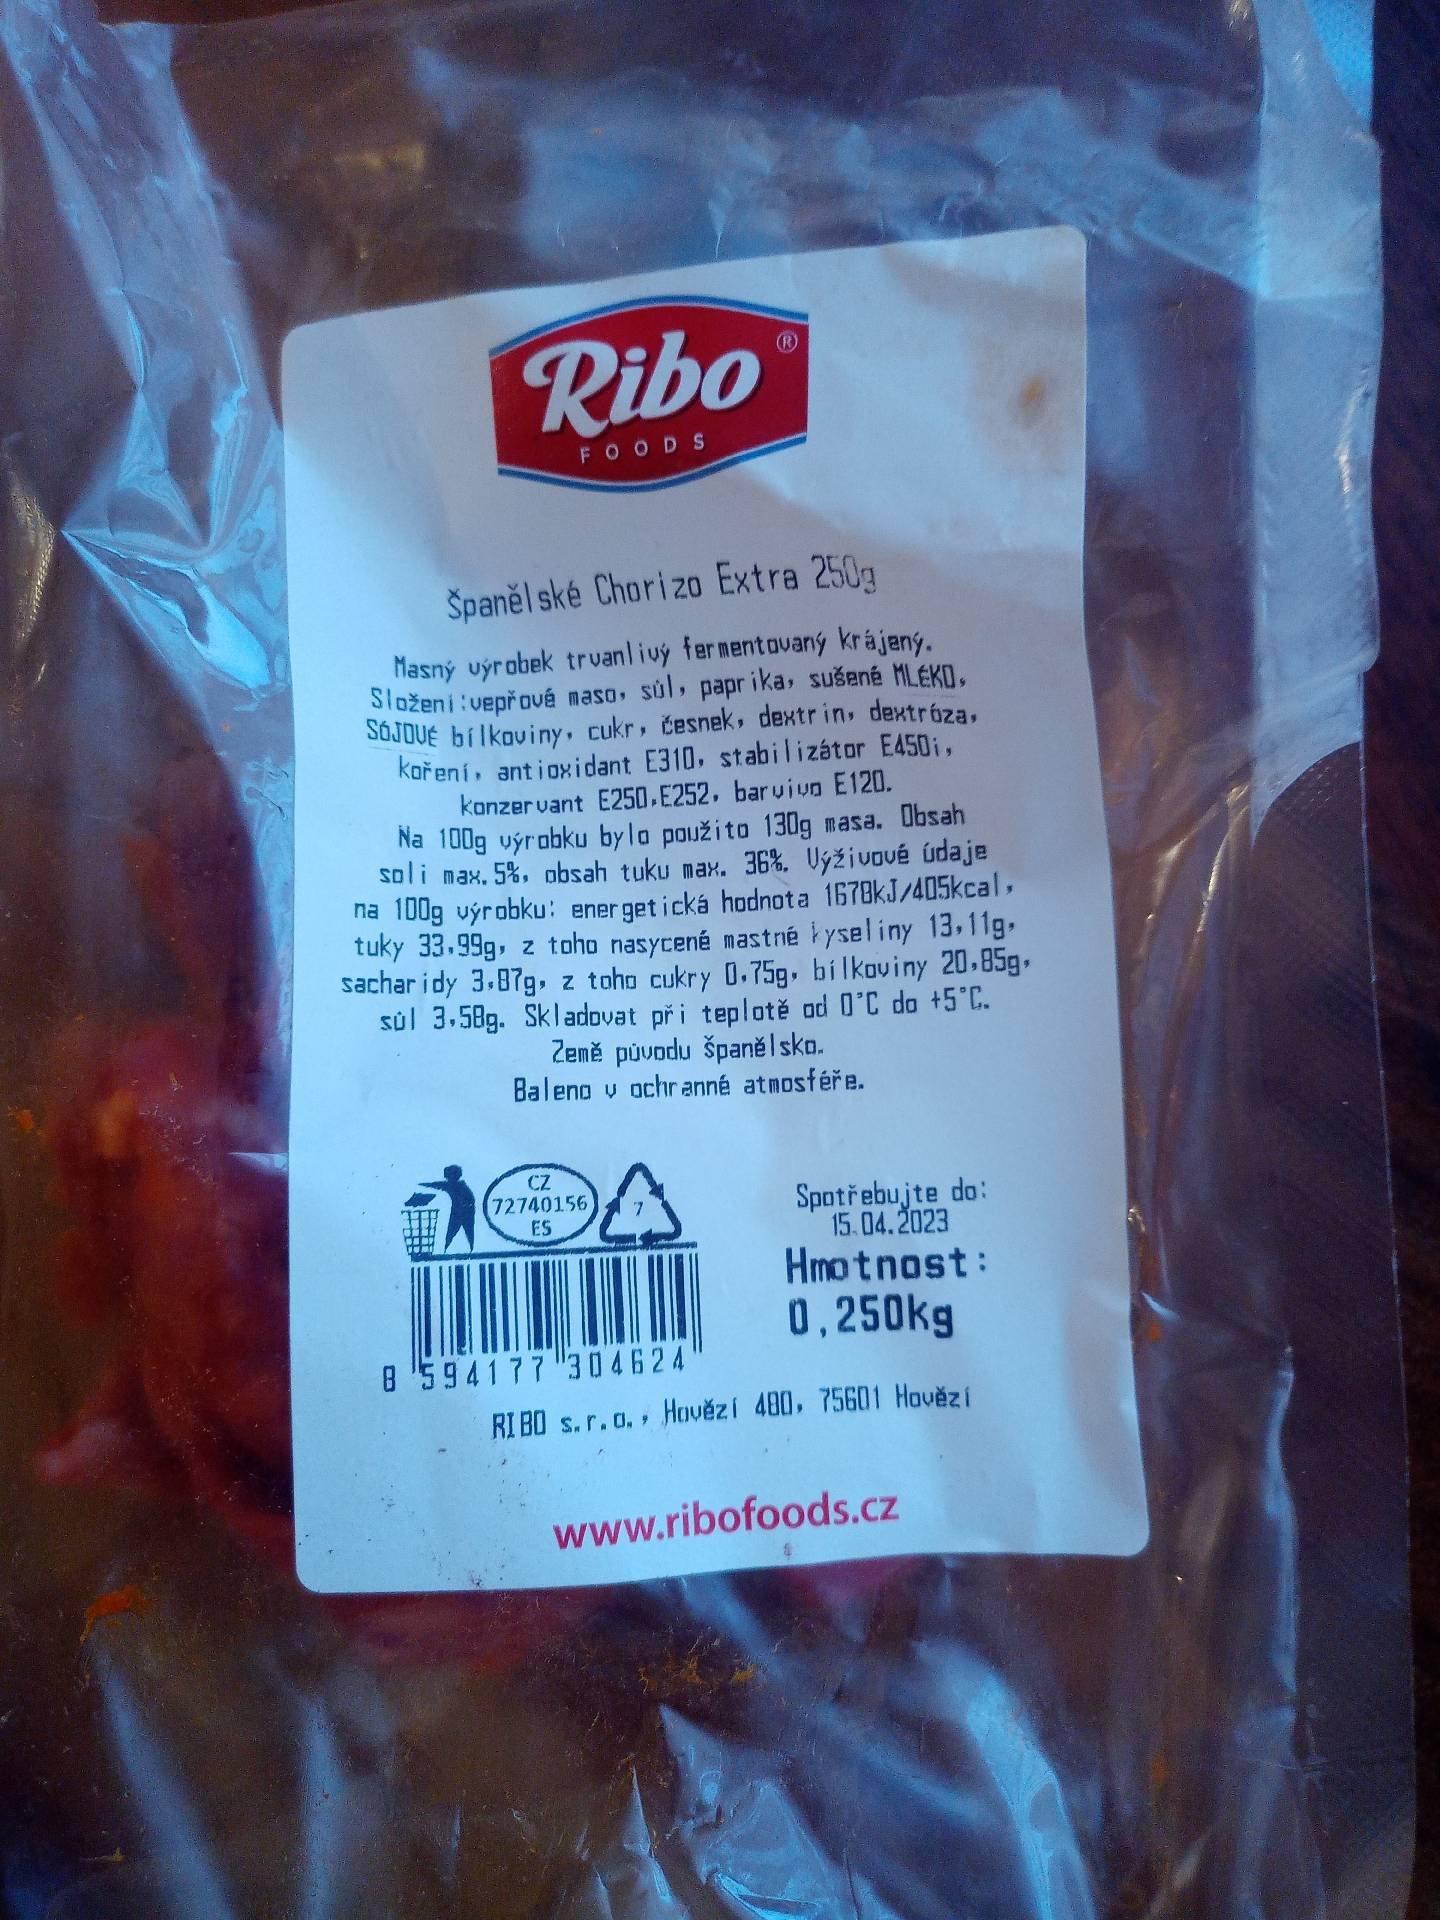 Ribo ®
FOODS
Španělské Chorizo Extra 250g
Masný výrobek trvanlivý fermentovaný krájený.
Složení:vepřové maso, sůl, paprika, sušené MLÉKO,
SÓJOVÉ bílkoviny, cukr, česnek, dextrin, dextróza,
koření, antioxidant E310, stabilizátor E450i,
konzervant E250,E252, barvivo E120.
Na 100g výrobku bylo použito 130g masa. Obsah
soli max. 5%, obsah tuku max. 36%. Výživové údaje
na 100g výrobku: energetická hodnota 1678kJ/405kcal,
tuky 33,99g, z toho nasycené mastné kyseliny 13,11g,
sacharidy 3,87g, z toho cukry 0,75g, bílkoviny 20,85g,
sůl 3,58g. Skladovat při teplotě od 0°C do +5°C.
Země původu Španělsko.
Baleno v ochranné atmosféře.
CZ
72740156
ES
7
Spotřebujte do:
15.04.2023
Hmotnost:
0,250kg
8 594177 304624
RIBO s.r.o., Hovězí 480, 75601 Hovězí
www.ribofoods.cz